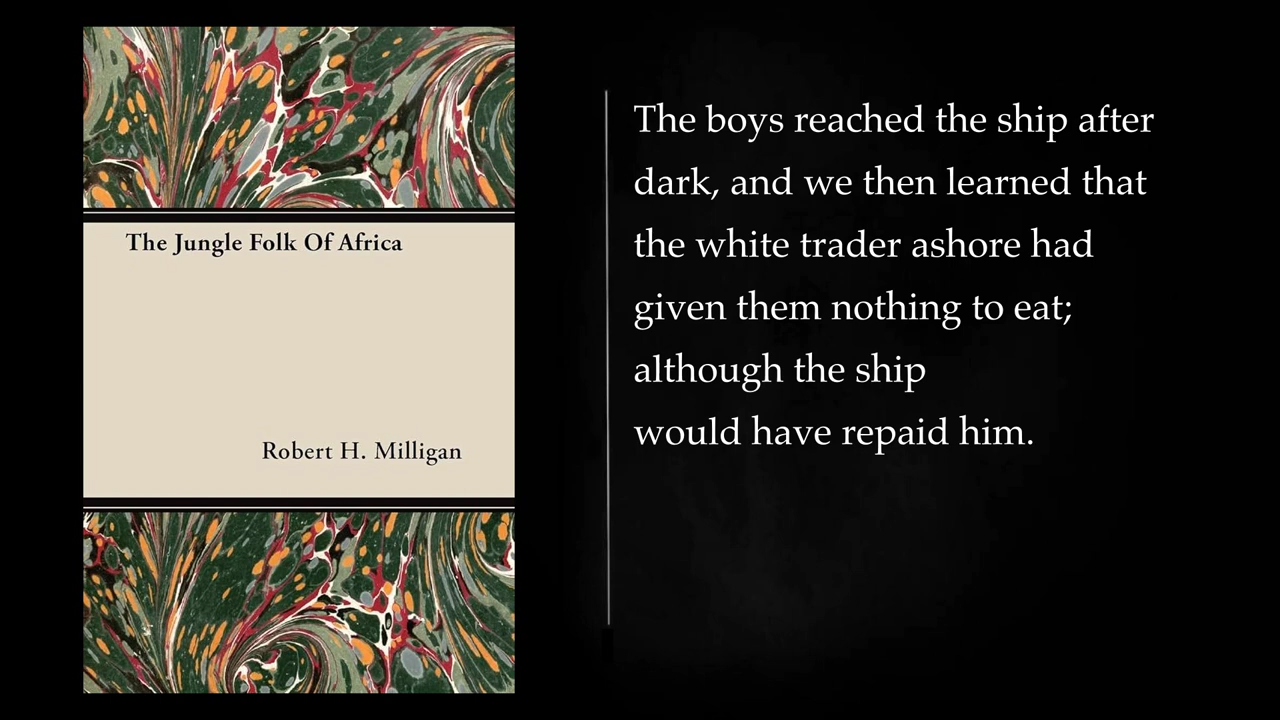 The Jungle Folk Of Africa
Robert H. Milligan
The boys reached the ship after
dark, and we then learned that
the white trader ashore had
given them nothing to eat;
although the ship
would have repaid him.